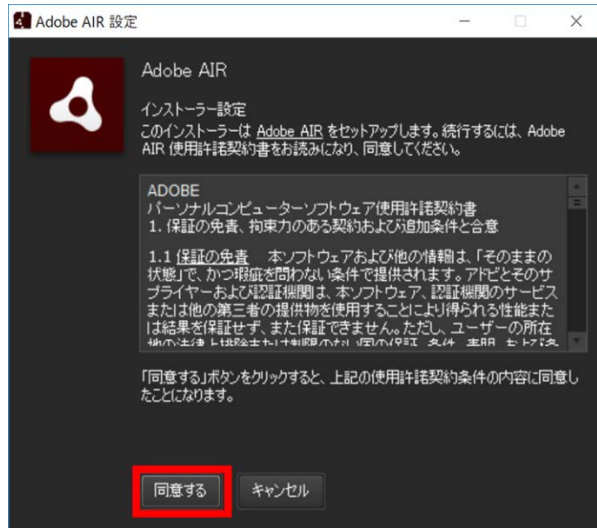 Adobe AIR 設定
Adobe AIR
インストーラー設定
このインストーラーは Adobe AIR をセットアップします。続行するには、Adobe
AIR 使用許諾契約書をお読みになり、同意してください。
ADOBE
パーソナルコンピューターソフトウェア使用許諾契約書
1. 保証の免責、拘束力のある契約および追加条件と合意
1.1 保証の免責　本ソフトウェアおよび他の情報は、「そのままの
状態」で、かつ瑕疵を問わない条件で提供されます。アドビとそのサ
プライヤーおよび認証機関は、本ソフトウェア、認証機関のサービス
または他の第三者の提供物を使用することにより得られる性能また
は結果を保証せず、また保証できません。ただし、ユーザーの所在
「同意する」ボタンをクリックすると、上記の使用許諾契約条件の内容に同意し
たことになります。
同意する
キャンセル